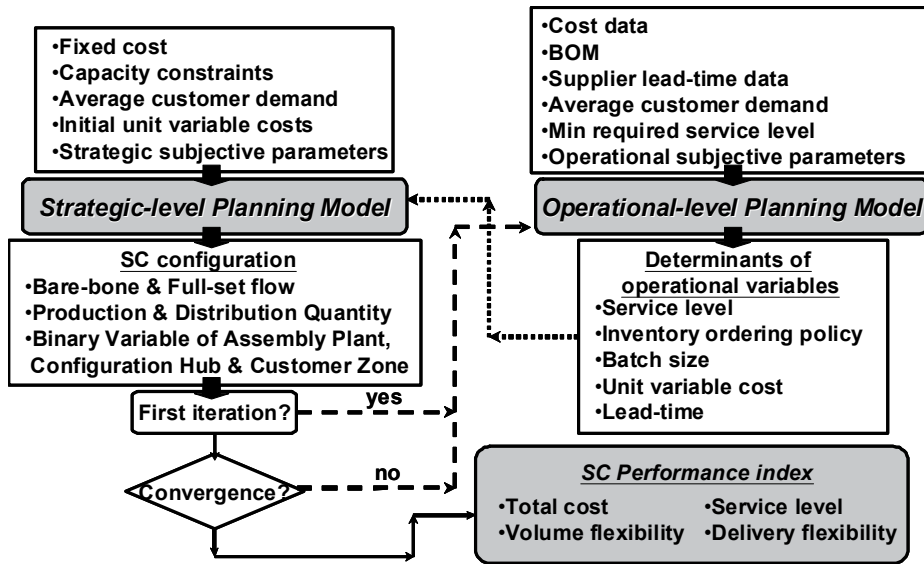 •Fixed cost
•Capacity constraints
•Average customer demand
•Initial unit variable costs
•Strategic subjective parameters
Strategic-level Planning Model
SC configuration
•Bare-bone & Full-set flow
•Production & Distribution Quantity
•Binary Variable of Assembly Plant,
Configuration Hub & Customer Zone
First iteration?
yes
Convergence?
no
•Cost data
•BOM
•Supplier lead-time data
•Average customer demand
•Min required service level
•Operational subjective parameters
Operational-level Planning Model
Determinants of
operational variables
•Service level
•Inventory ordering policy
•Batch size
•Unit variable cost
•Lead-time
SC Performance index
•Total cost •Service level
•Volume flexibility •Delivery flexibility